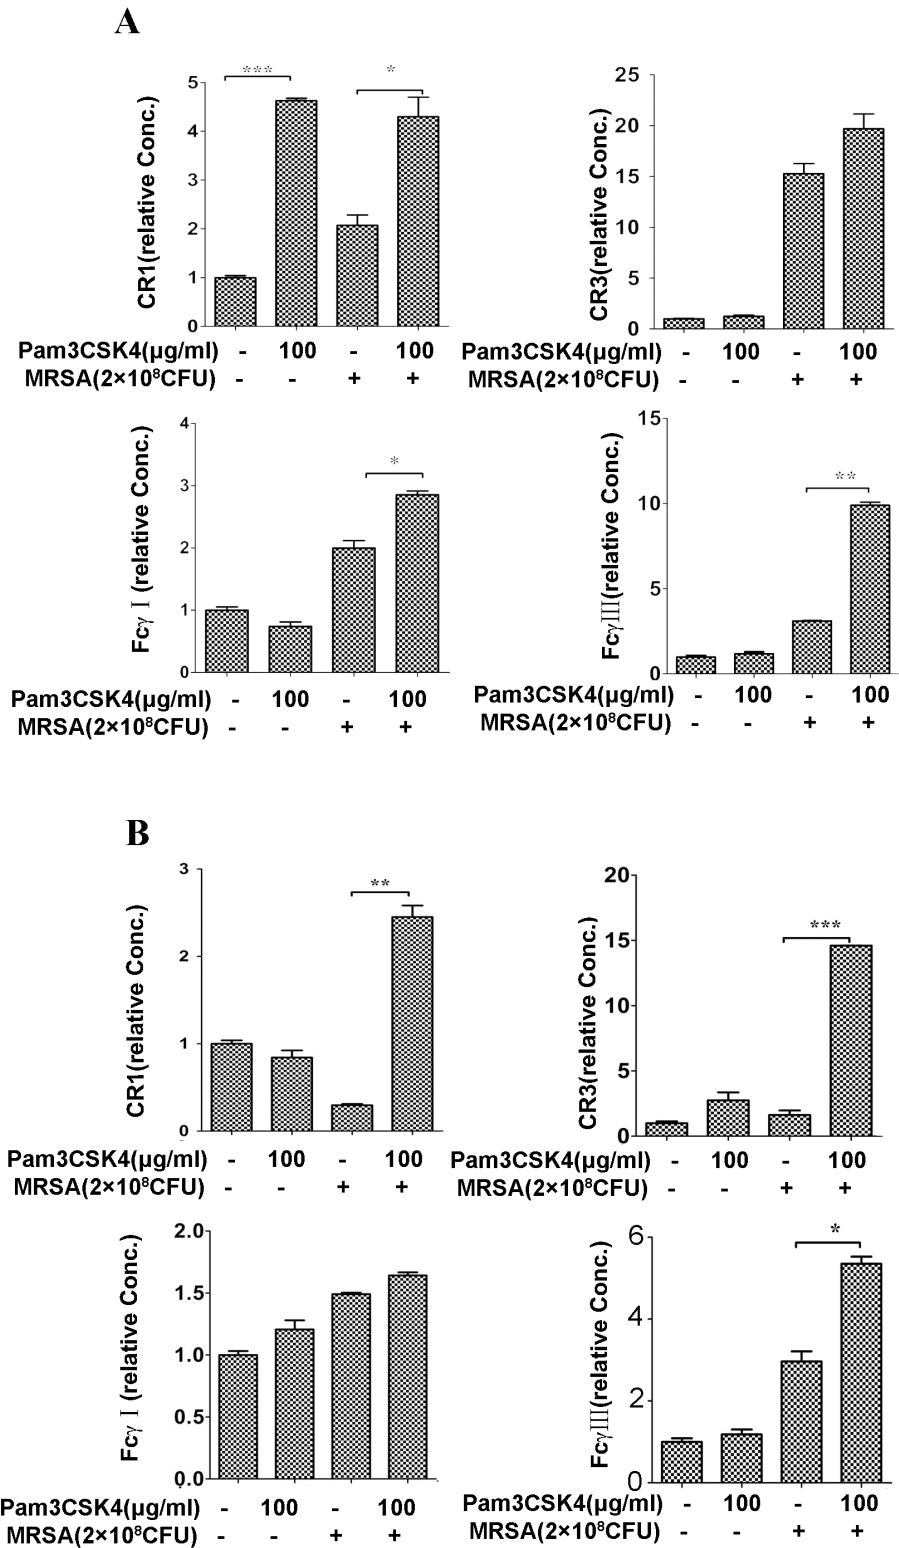 A
CR1(relative Conc.)
5
4
3
2
1
0
***
*
Pam3CSK4(μg/ml) - 100 - 100
MRSA(2×10⁸CFU) - - + +
CR3(relative Conc.)
25
20
15
10
5
0
Pam3CSK4(μg/ml) - 100 - 100
MRSA(2×10⁸CFU) - - + +
Fcγ Ⅰ (relative Conc.)
4
3
2
1
0
*
Pam3CSK4(μg/ml) - 100 - 100
MRSA(2×10⁸CFU) - - + +
FcγⅢ(relative Conc.)
15
10
5
0
**
Pam3CSK4(μg/ml) - 100 - 100
MRSA(2×10⁸CFU) - - + +
B
CR1(relative Conc.)
3
2
1
0
**
Pam3CSK4(μg/ml) - 100 - 100
MRSA(2×10⁸CFU) - - + +
CR3(relative Conc.)
20
15
10
5
0
***
Pam3CSK4(μg/ml) - 100 - 100
MRSA(2×10⁸CFU) - - + +
Fcγ Ⅰ (relative Conc.)
2.0
1.5
1.0
0.5
0.0
Pam3CSK4(μg/ml) - 100 - 100
MRSA(2×10⁸CFU) - - + +
FcγⅢ(relative Conc.)
6
4
2
0
*
Pam3CSK4(μg/ml) - 100 - 100
MRSA(2×10⁸CFU) - - + +